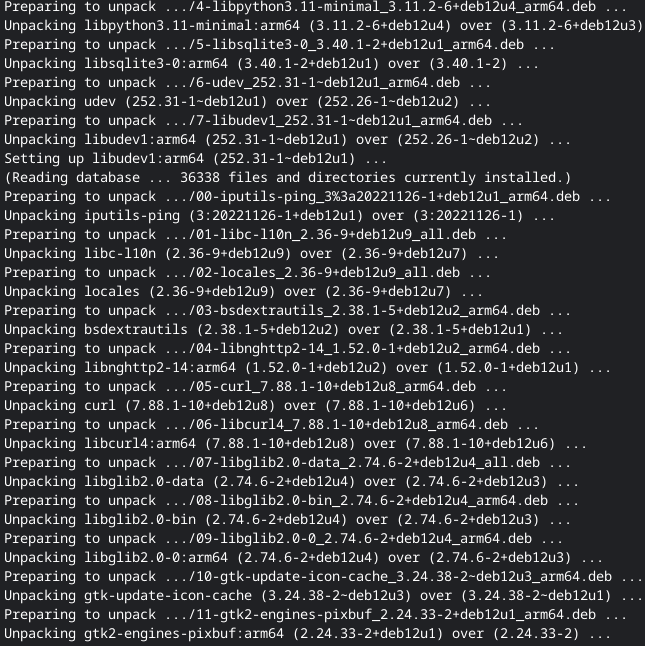 Preparing to unpack .../4-libpython3.11-minimal_3.11.2-6+deb12u4_arm64.deb ...
Unpacking libpython3.11-minimal:arm64 (3.11.2-6+deb12u4) over (3.11.2-6+deb12u3)
Preparing to unpack .../5-libsqlite3-0_3.40.1-2+deb12u1_arm64.deb ...
Unpacking libsqlite3-0:arm64 (3.40.1-2+deb12u1) over (3.40.1-2) ...
Preparing to unpack .../6-udev_252.31-1~deb12u1_arm64.deb ...
Unpacking udev (252.31-1~deb12u1) over (252.26-1~deb12u2) ...
Preparing to unpack .../7-libudev1_252.31-1~deb12u1_arm64.deb ...
Unpacking libudev1:arm64 (252.31-1~deb12u1) over (252.26-1~deb12u2) ...
Setting up libudev1:arm64 (252.31-1~deb12u1) ...
(Reading database ... 36338 files and directories currently installed.)
Preparing to unpack .../00-iputils-ping_3%3a20221126-1+deb12u1_arm64.deb ...
Unpacking iputils-ping (3:20221126-1+deb12u1) over (3:20221126-1) ...
Preparing to unpack .../01-libc-l10n_2.36-9+deb12u9_all.deb ...
Unpacking libc-l10n (2.36-9+deb12u9) over (2.36-9+deb12u7) ...
Preparing to unpack .../02-locales_2.36-9+deb12u9_all.deb ...
Unpacking locales (2.36-9+deb12u9) over (2.36-9+deb12u7) ...
Preparing to unpack .../03-bsdextrautils_2.38.1-5+deb12u2_arm64.deb ...
Unpacking bsdextrautils (2.38.1-5+deb12u2) over (2.38.1-5+deb12u1) ...
Preparing to unpack .../04-libnghttp2-14_1.52.0-1+deb12u2_arm64.deb ...
Unpacking libnghttp2-14:arm64 (1.52.0-1+deb12u2) over (1.52.0-1+deb12u1) ...
Preparing to unpack .../05-curl_7.88.1-10+deb12u8_arm64.deb ...
Unpacking curl (7.88.1-10+deb12u8) over (7.88.1-10+deb12u6) ...
Preparing to unpack .../06-libcurl4_7.88.1-10+deb12u8_arm64.deb ...
Unpacking libcurl4:arm64 (7.88.1-10+deb12u8) over (7.88.1-10+deb12u6) ...
Preparing to unpack .../07-libglib2.0-data_2.74.6-2+deb12u4_all.deb ...
Unpacking libglib2.0-data (2.74.6-2+deb12u4) over (2.74.6-2+deb12u3) ...
Preparing to unpack .../08-libglib2.0-bin_2.74.6-2+deb12u4_arm64.deb ...
Unpacking libglib2.0-bin (2.74.6-2+deb12u4) over (2.74.6-2+deb12u3) ...
Preparing to unpack .../09-libglib2.0-0_2.74.6-2+deb12u4_arm64.deb ...
Unpacking libglib2.0-0:arm64 (2.74.6-2+deb12u4) over (2.74.6-2+deb12u3) ...
Preparing to unpack .../10-gtk-update-icon-cache_3.24.38-2~deb12u3_arm64.deb ...
Unpacking gtk-update-icon-cache (3.24.38-2~deb12u3) over (3.24.38-2~deb12u1) ...
Preparing to unpack .../11-gtk2-engines-pixbuf_2.24.33-2+deb12u1_arm64.deb ...
Unpacking gtk2-engines-pixbuf:arm64 (2.24.33-2+deb12u1) over (2.24.33-2) ...